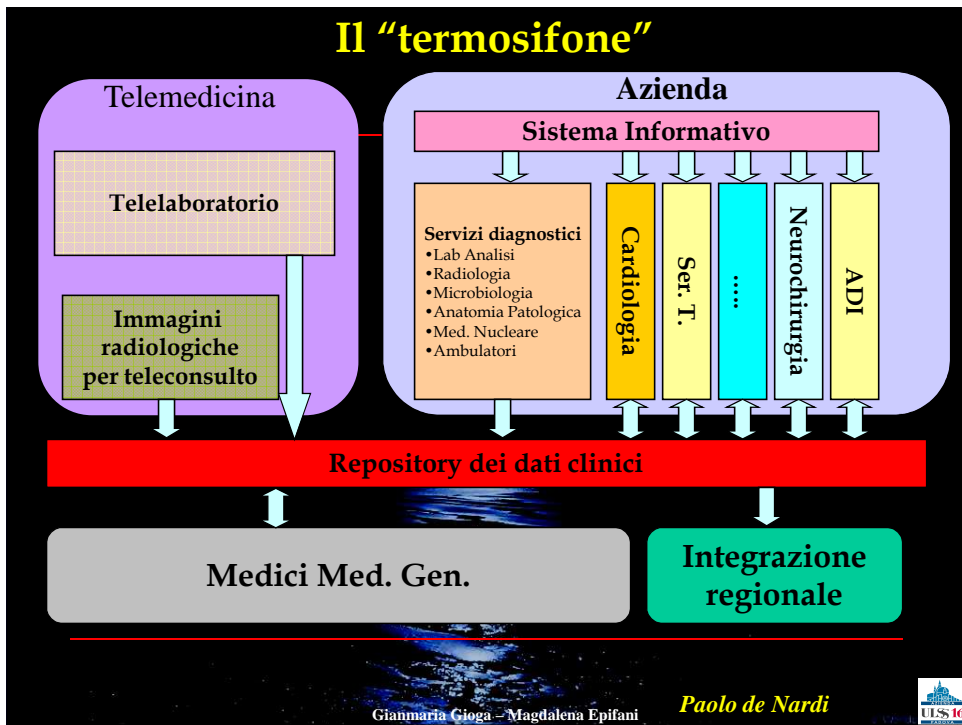 Il “termosifone”
Telemedicina
Telelaboratorio
Immagini
radiologiche
per teleconsulto
Azienda
Sistema Informativo
Servizi diagnostici
•Lab Analisi
•Radiologia
•Microbiologia
•Anatomia Patologica
•Med. Nucleare
•Ambulatori
Cardiologia
Ser. T.
......
Neurochirurgia
ADI
Repository dei dati clinici
Medici Med. Gen.
Integrazione
regionale
Paolo de Nardi
Gianmaria Gioga – Magdalena Epifani
AZIENDA
ULSS 16
PADOVA